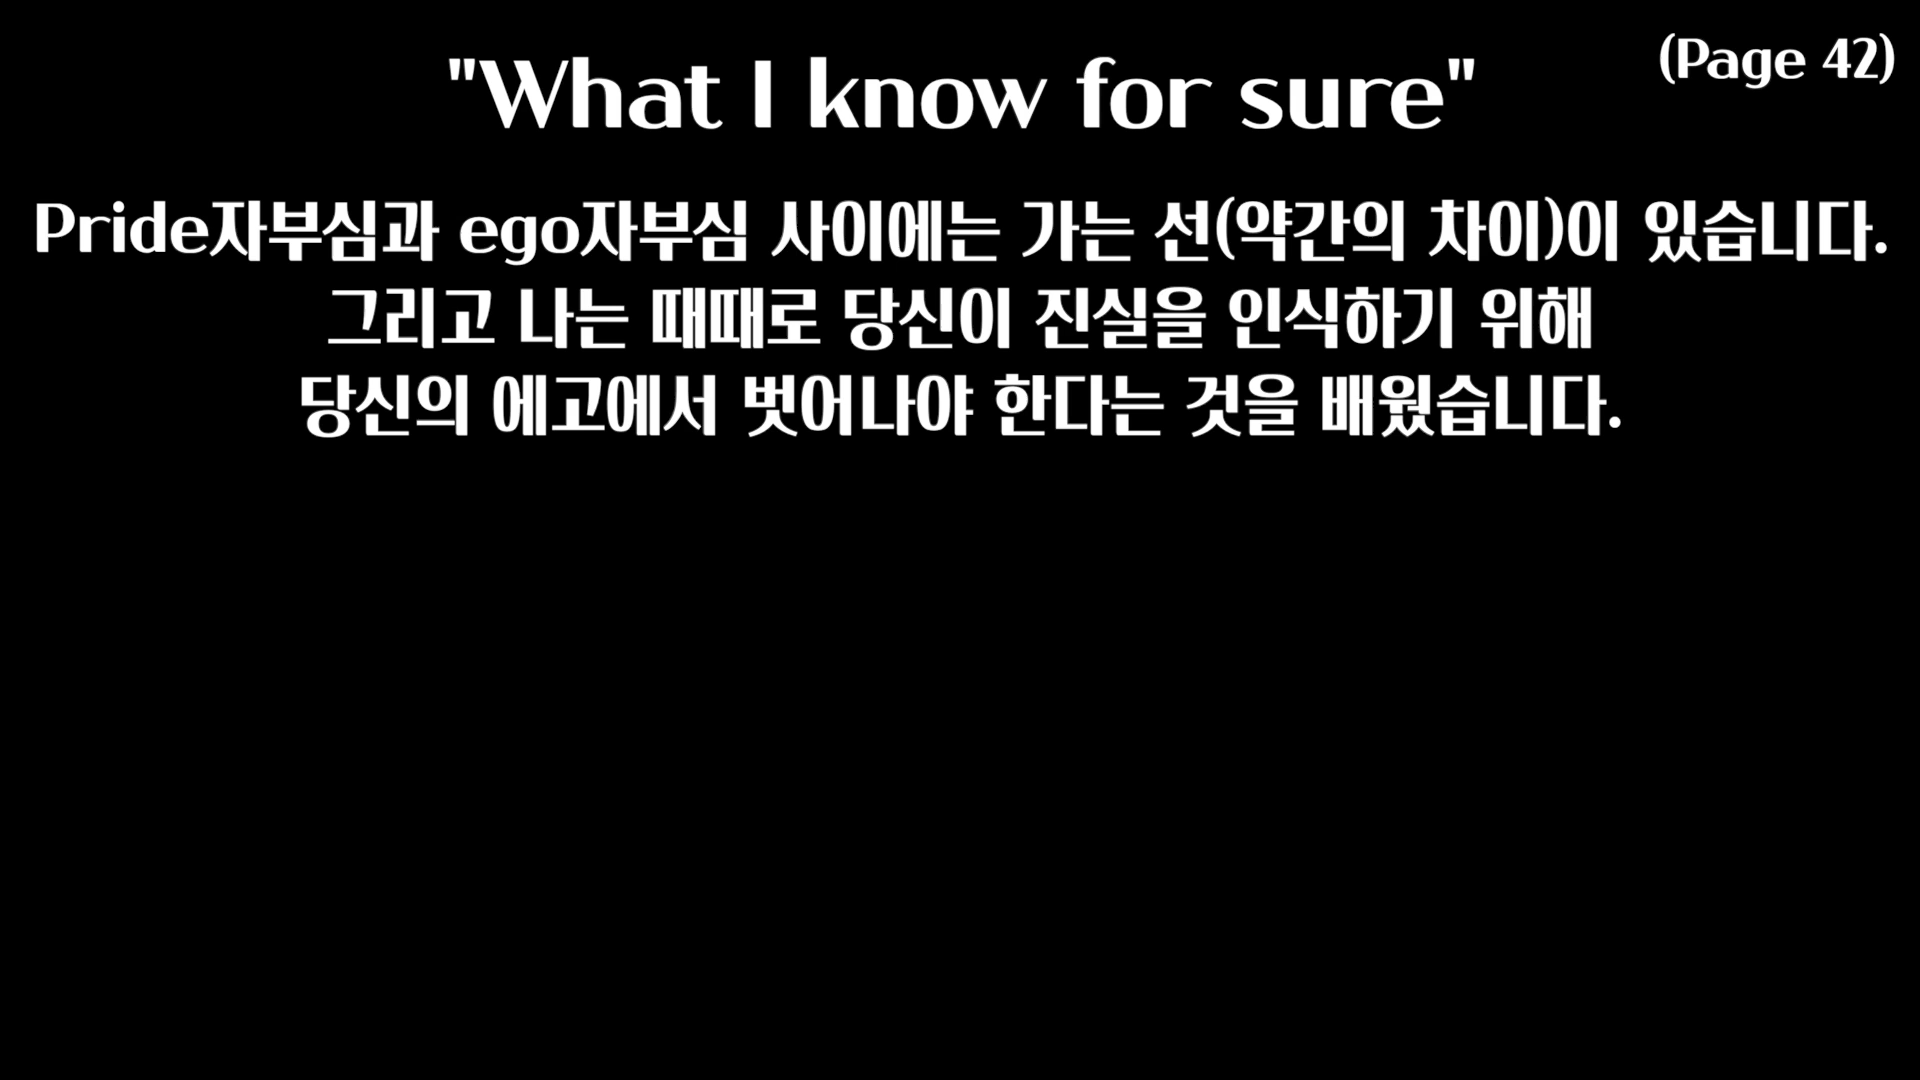 (Page 42)
"What I know for sure"
Pride자부심과 ego자부심 사이에는 가는 선(약간의 차이)이 있습니다.
그리고 나는 때때로 당신이 진실을 인식하기 위해
당신의 에고에서 벗어나야 한다는 것을 배웠습니다.